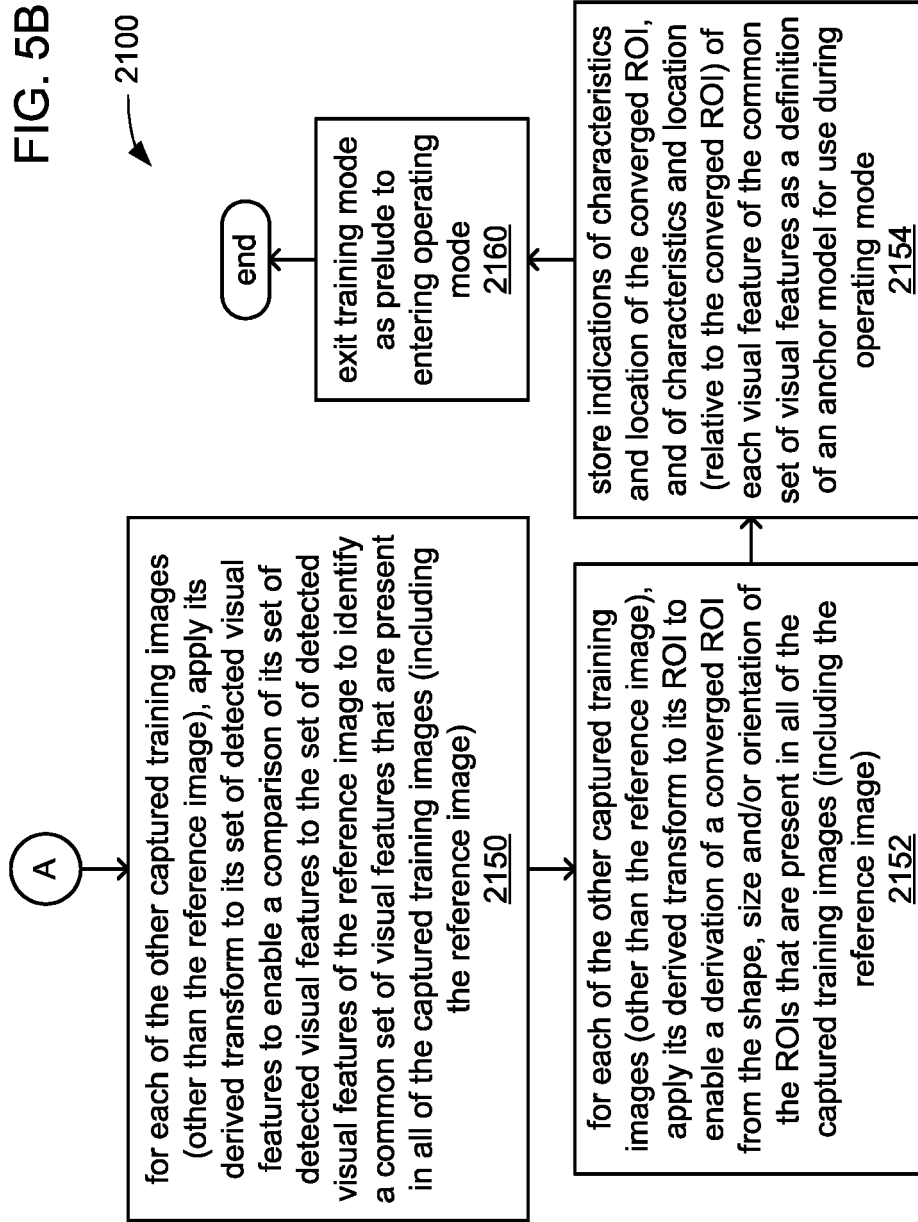 FIG. 5B
2100
A
for each of the other captured training images
(other than the reference image), apply its
derived transform to its set of detected visual
features to enable a comparison of its set of
detected visual features to the set of detected
visual features of the reference image to identify
a common set of visual features that are present
in all of the captured training images (including
the reference image)
2150
for each of the other captured training
images (other than the reference image),
apply its derived transform to its ROI to
enable a derivation of a converged ROI
from the shape, size and/or orientation of
the ROIs that are present in all of the
captured training images (including the
reference image)
2152
store indications of characteristics
and location of the converged ROI,
and of characteristics and location
(relative to the converged ROI) of
each visual feature of the common
set of visual features as a definition
of an anchor model for use during
operating mode
2154
exit training mode
as prelude to
entering operating
mode
2160
end